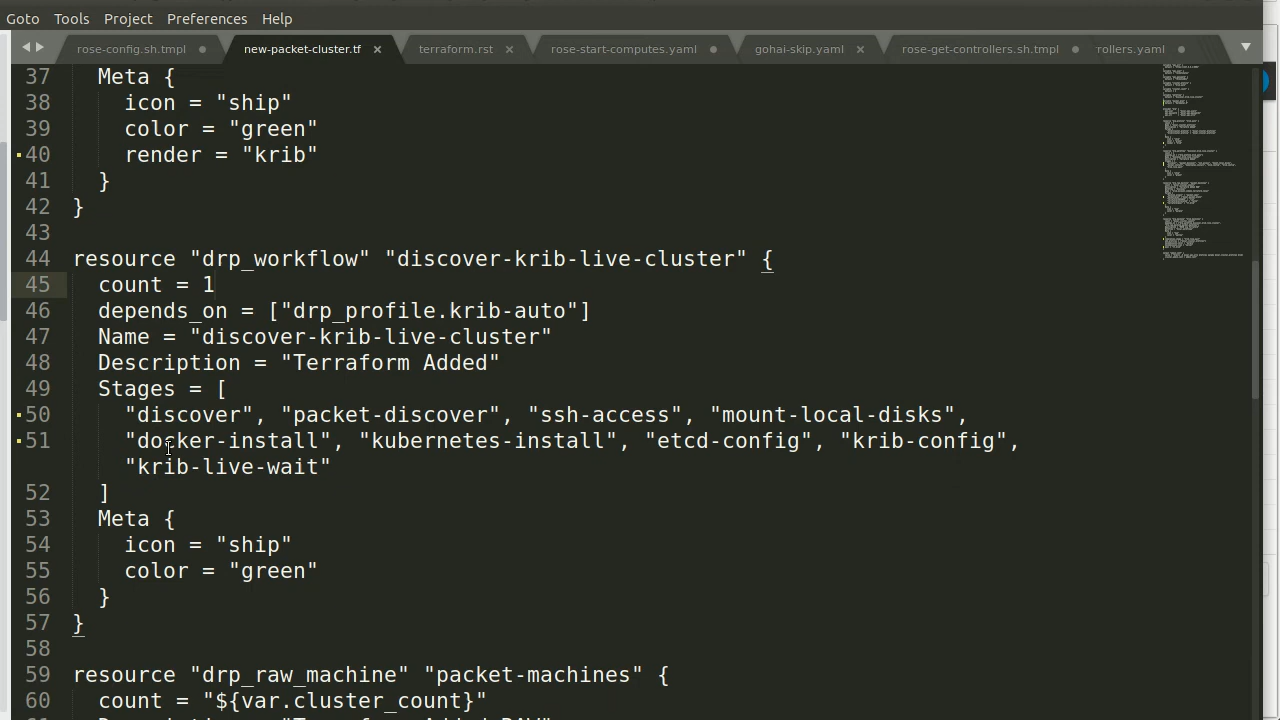 Goto Tools Project Preferences Help
rose-config.sh.tmpl new-packet-cluster.tf × terraform.rst × rose-start-computes.yaml gohai-skip.yaml × rose-get-controllers.sh.tmpl rollers.yaml
37 Meta {
38 icon = "ship"
39 color = "green"
40 render = "krib"
41 }
42 }
43
44 resource "drp_workflow" "discover-krib-live-cluster" {
45 count = 1
46 depends_on = ["drp_profile.krib-auto"]
47 Name = "discover-krib-live-cluster"
48 Description = "Terraform Added"
49 Stages = [
50 "discover", "packet-discover", "ssh-access", "mount-local-disks",
51 "docker-install", "kubernetes-install", "etcd-config", "krib-config",
"krib-live-wait"
52 ]
53 Meta {
54 icon = "ship"
55 color = "green"
56 }
57 }
58
59 resource "drp_raw_machine" "packet-machines" {
60 count = "${var.cluster_count}"